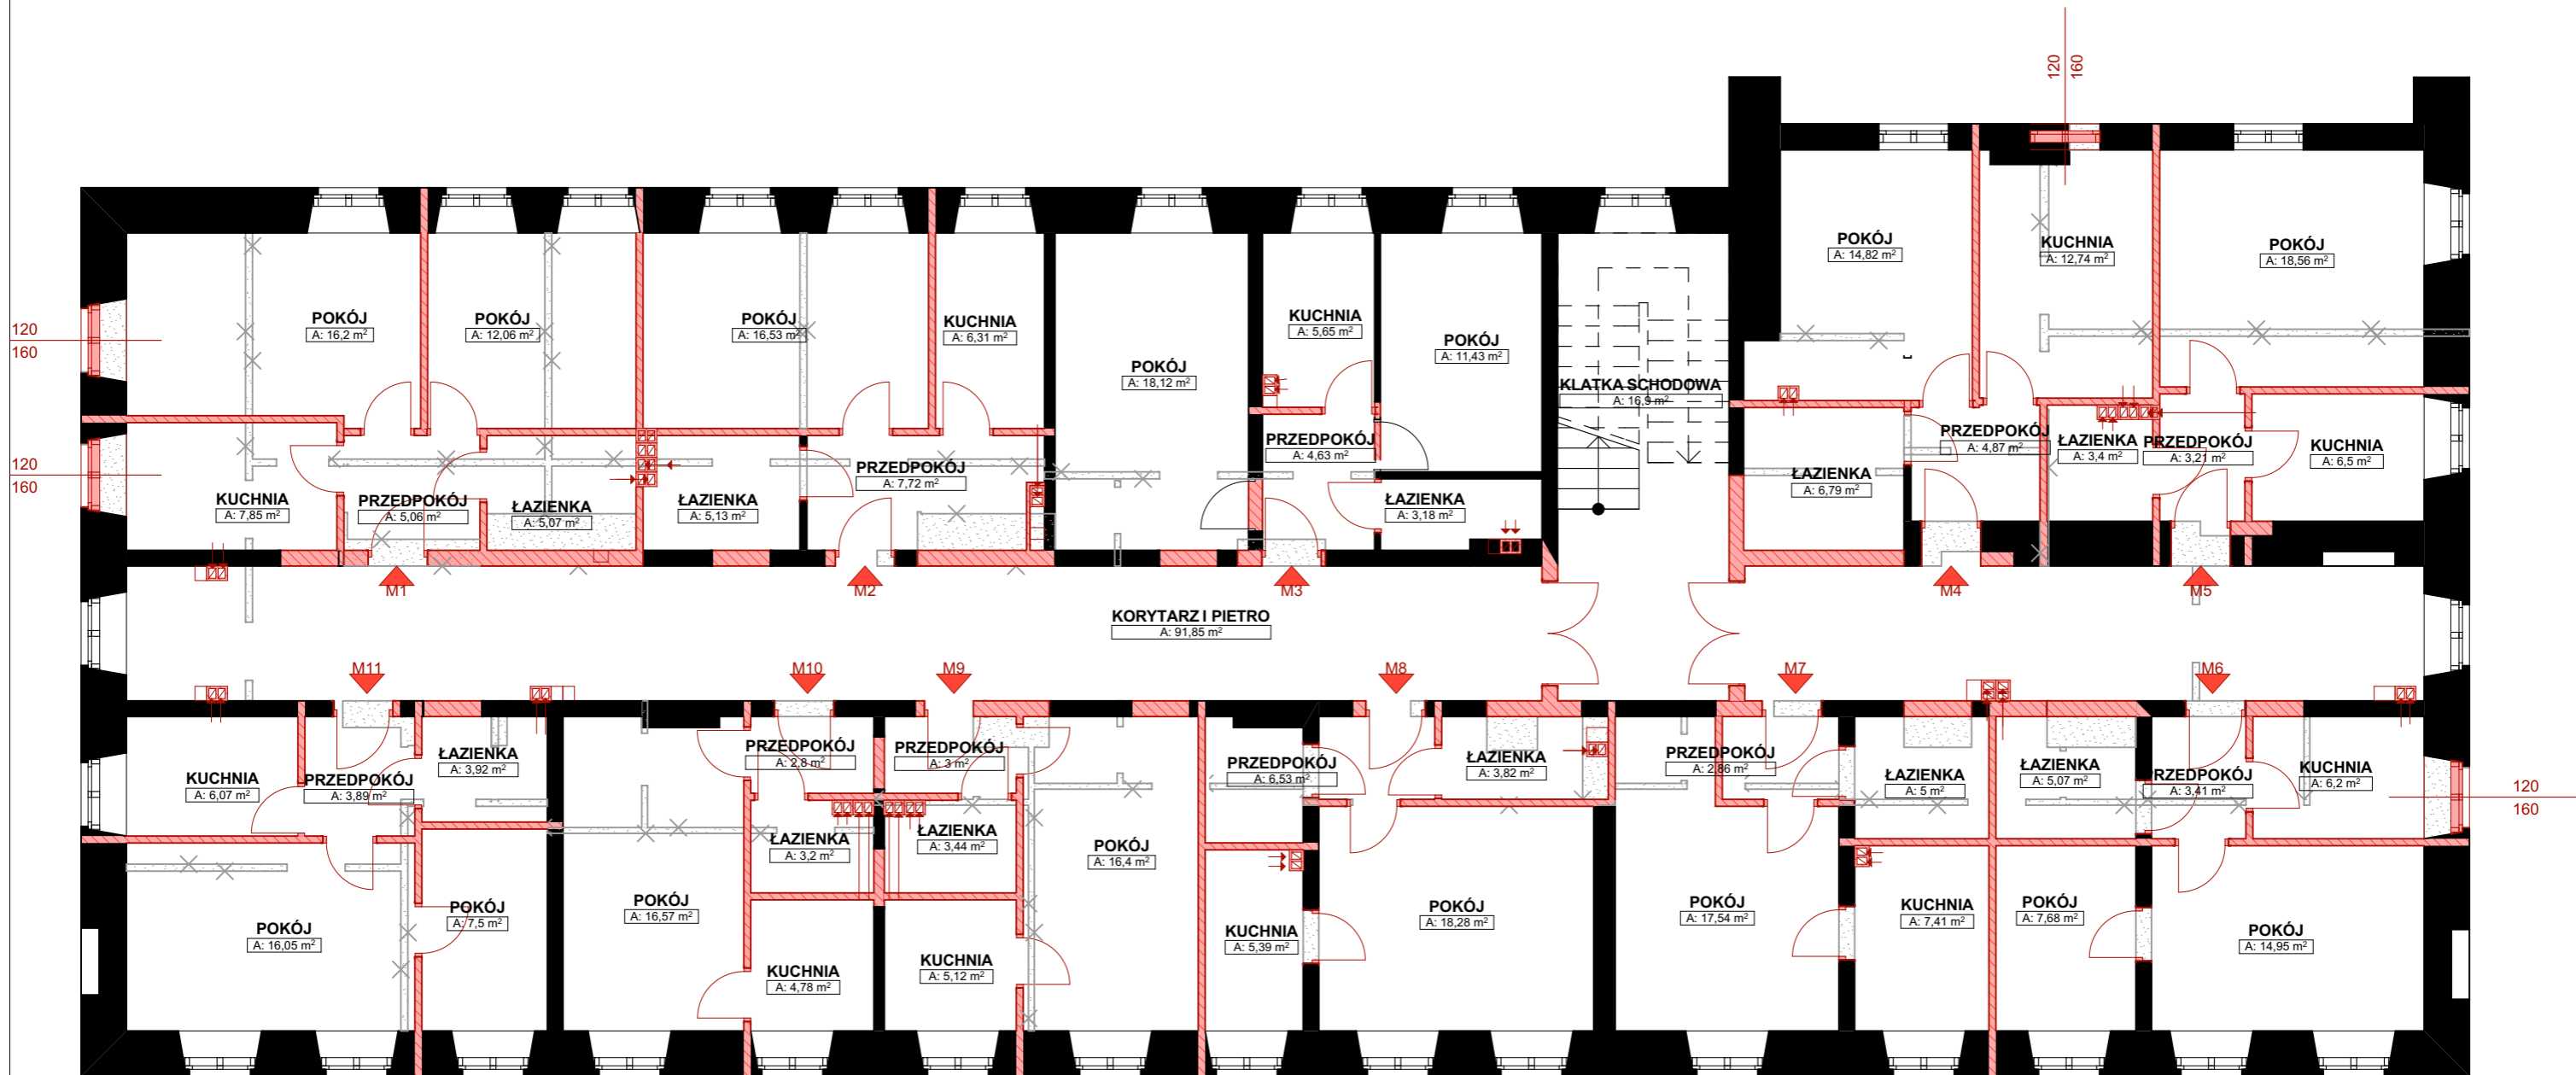 120
160
POKÓJ
A: 14,82 m²
KUCHNIA
A: 12,74 m²
POKÓJ
A: 18,56 m²
120
160
POKÓJ
A: 16,2 m²
POKÓJ
A: 12,06 m²
POKÓJ
A: 16,53 m²
KUCHNIA
A: 6,31 m²
POKÓJ
A: 18,12 m²
KUCHNIA
A: 5,65 m²
POKÓJ
A: 11,43 m²
KLATKA SCHODOWA
A: 16,9 m²
120
160
KUCHNIA
A: 7,85 m²
PRZEDPOKÓJ
A: 5,06 m²
ŁAZIENKA
A: 5,07 m²
ŁAZIENKA
A: 5,13 m²
PRZEDPOKÓJ
A: 7,72 m²
PRZEDPOKÓJ
A: 4,63 m²
ŁAZIENKA
A: 3,18 m²
ŁAZIENKA
A: 6,79 m²
PRZEDPOKÓJ
A: 4,87 m²
ŁAZIENKA
A: 3,4 m²
PRZEDPOKÓJ
A: 3,21 m²
KUCHNIA
A: 6,5 m²
M1
M2
M3
M4
M5
KORYTARZ I PIETRO
A: 91,85 m²
M11
M10
M9
M8
M7
M6
KUCHNIA
A: 6,07 m²
PRZEDPOKÓJ
A: 3,89 m²
ŁAZIENKA
A: 3,92 m²
PRZEDPOKÓJ
A: 2,8 m²
PRZEDPOKÓJ
A: 3 m²
PRZEDPOKÓJ
A: 6,53 m²
ŁAZIENKA
A: 3,82 m²
PRZEDPOKÓJ
A: 2,86 m²
ŁAZIENKA
A: 5 m²
ŁAZIENKA
A: 5,07 m²
PRZEDPOKÓJ
A: 3,41 m²
KUCHNIA
A: 6,2 m²
120
160
ŁAZIENKA
A: 3,2 m²
ŁAZIENKA
A: 3,44 m²
POKÓJ
A: 16,4 m²
POKÓJ
A: 16,05 m²
POKÓJ
A: 7,5 m²
POKÓJ
A: 16,57 m²
KUCHNIA
A: 4,78 m²
KUCHNIA
A: 5,12 m²
KUCHNIA
A: 5,39 m²
POKÓJ
A: 18,28 m²
POKÓJ
A: 17,54 m²
KUCHNIA
A: 7,41 m²
POKÓJ
A: 7,68 m²
POKÓJ
A: 14,95 m²